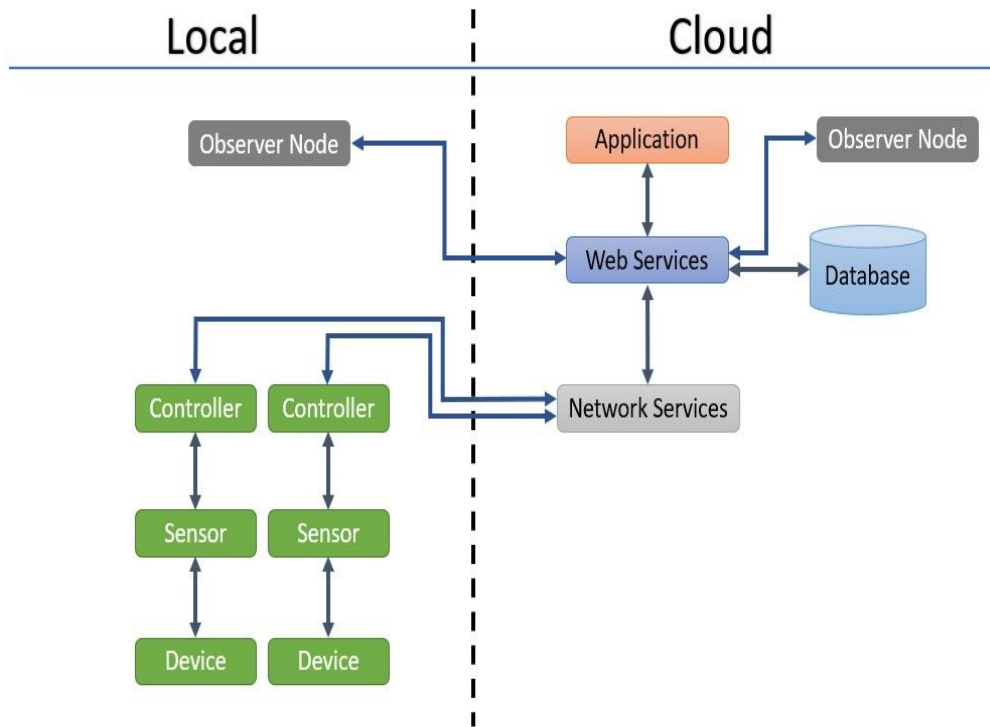 Local
Cloud
Observer Node
Application
Observer Node
Web Services
Database
Controller
Controller
Network Services
Sensor
Sensor
Device
Device